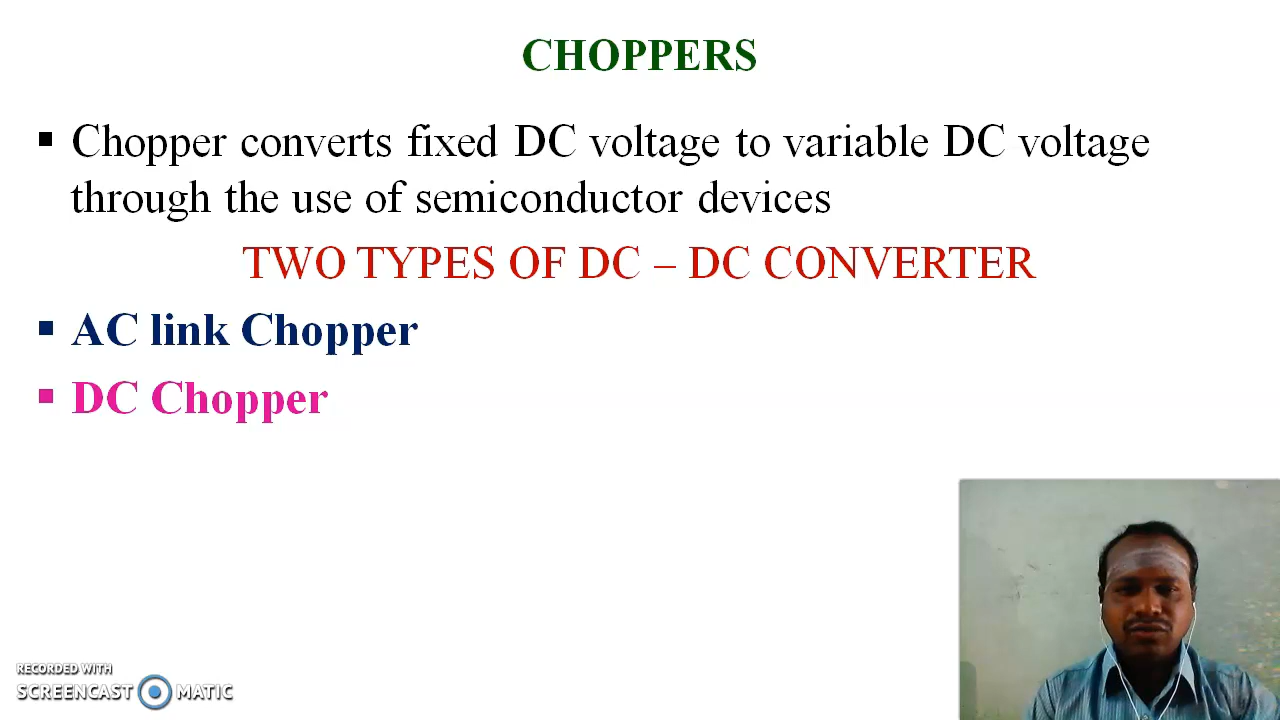 CHOPPERS
▪ Chopper converts fixed DC voltage to variable DC voltage
through the use of semiconductor devices
TWO TYPES OF DC – DC CONVERTER
▪ AC link Chopper
▪ DC Chopper
RECORDED WITH
SCREENCAST MATIC